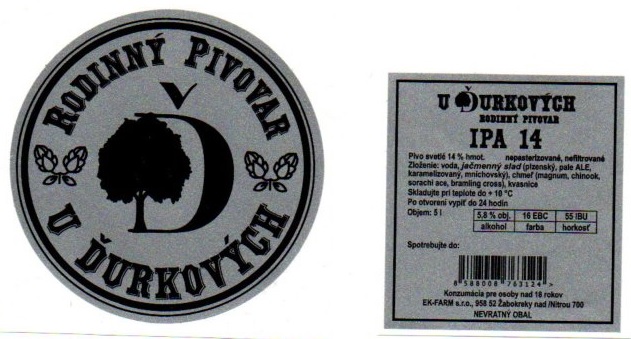 RODINNÝ PIVOVAR
Ď
U ĎURKOVÝCH
U ĎURKOVÝCH
RODINNÝ PIVOVAR
IPA 14
Pivo svetlé 14 % hmot. nepasterizované, nefiltrované
Zloženie: voda, jačmenný slad (plzenský, pale ALE,
karamelizovaný, mníchovský), chmeľ (magnum, chinook,
sorachi ace, bramling cross), kvasnice
Skladujte pri teplote do + 10 °C
Po otvorení vypiť do 24 hodín
Objem: 5 l
5,8 % obj. 16 EBC 55 IBU
alkohol farba horkosť
Spotrebujte do:
8 588008 763124 >
Konzumácia pre osoby nad 18 rokov
EK-FARM s.r.o., 958 52 Žabokreky nad /Nitrou 700
NEVRATNÝ OBAL